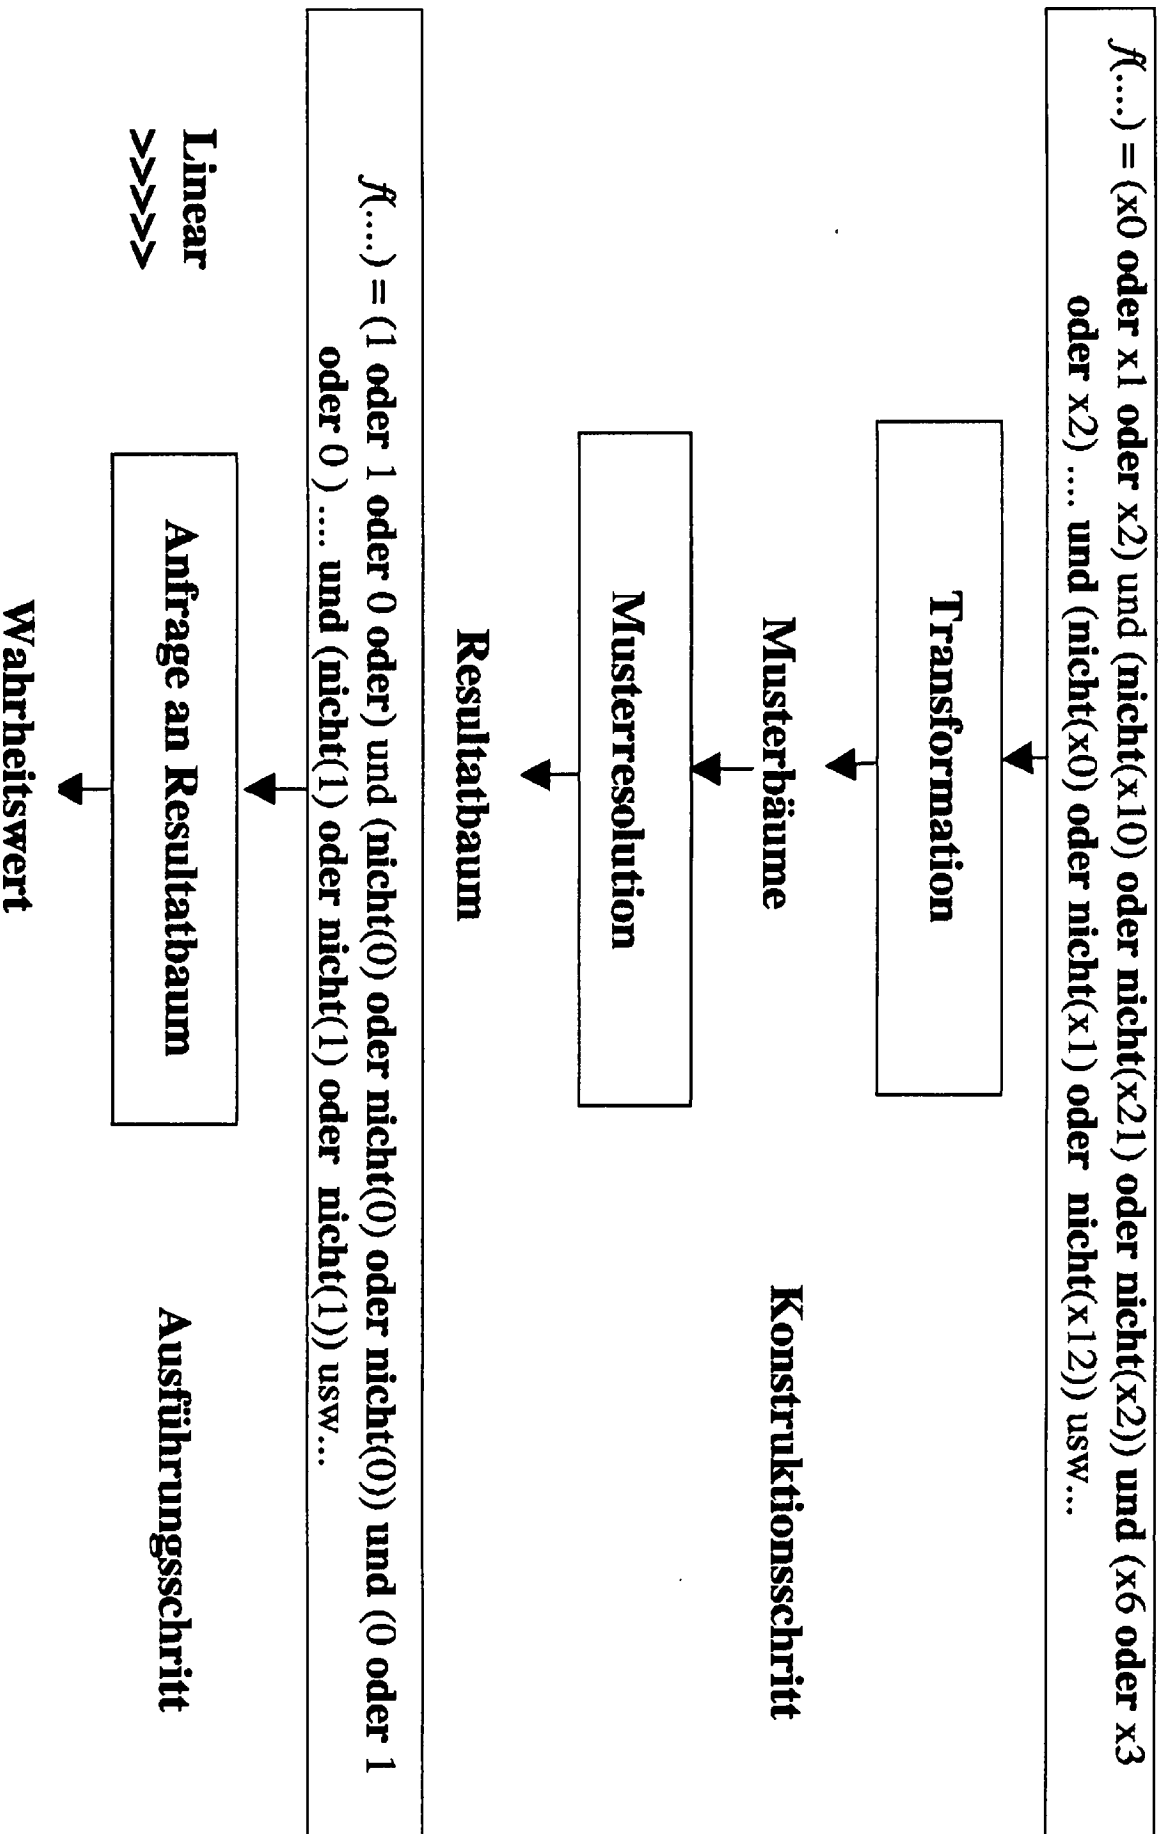 f(....) = (x0 oder x1 oder x2) und (nicht(x10) oder nicht(x21) oder nicht(x2)) und (x6 oder x3
oder x2) .... und (nicht(x0) oder nicht(x1) oder nicht(x12)) usw...
Transformation
Musterbäume
Konstruktionsschritt
Musterresolution
Resultatbaum
f(....) = (1 oder 1 oder 0 oder) und (nicht(0) oder nicht(0) oder nicht(0)) und (0 oder 1
oder 0 ) .... und (nicht(1) oder nicht(1) oder nicht(1)) usw...
Linear
>>>>>
Anfrage an Resultatbaum
Ausführungsschritt
Wahrheitswert